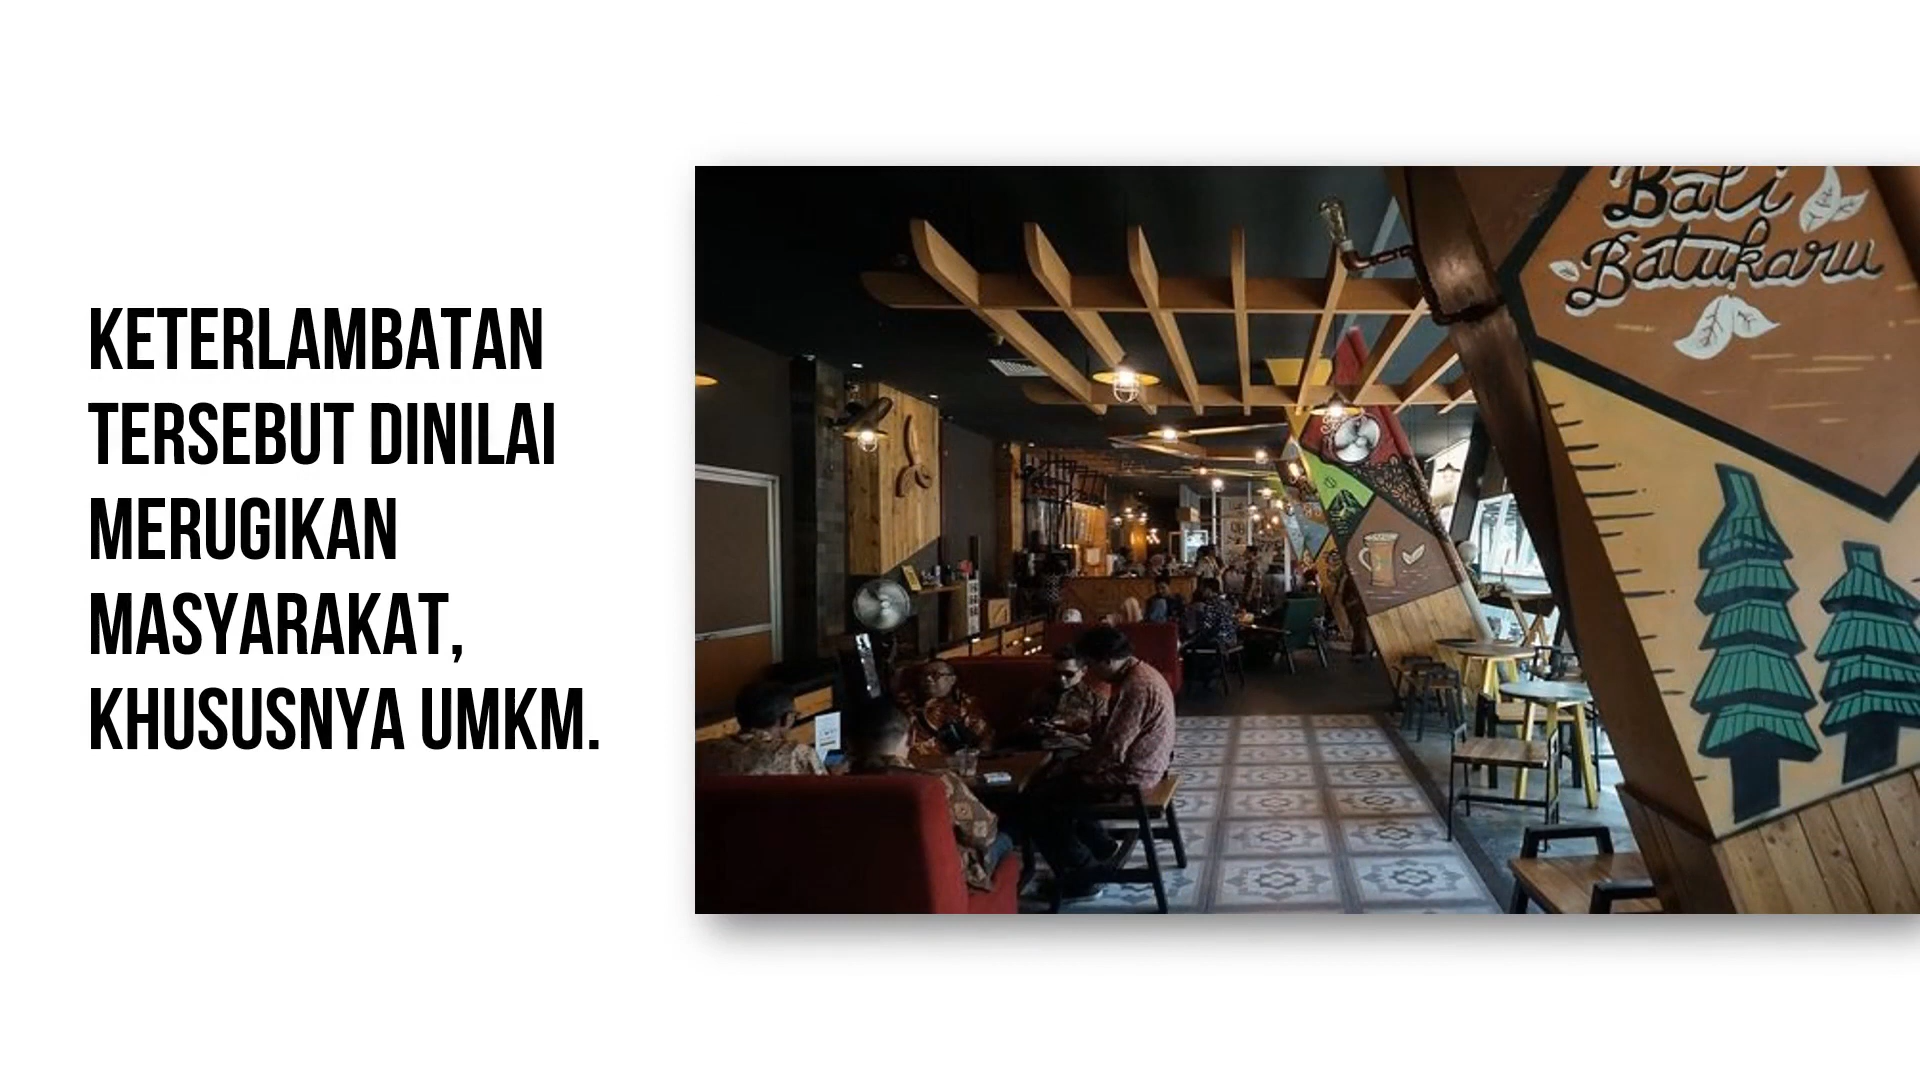 KETERLAMBATAN
TERSEBUT DINILAI
MERUGIKAN
MASYARAKAT,
KHUSUSNYA UMKM.
Bali
Batukaru